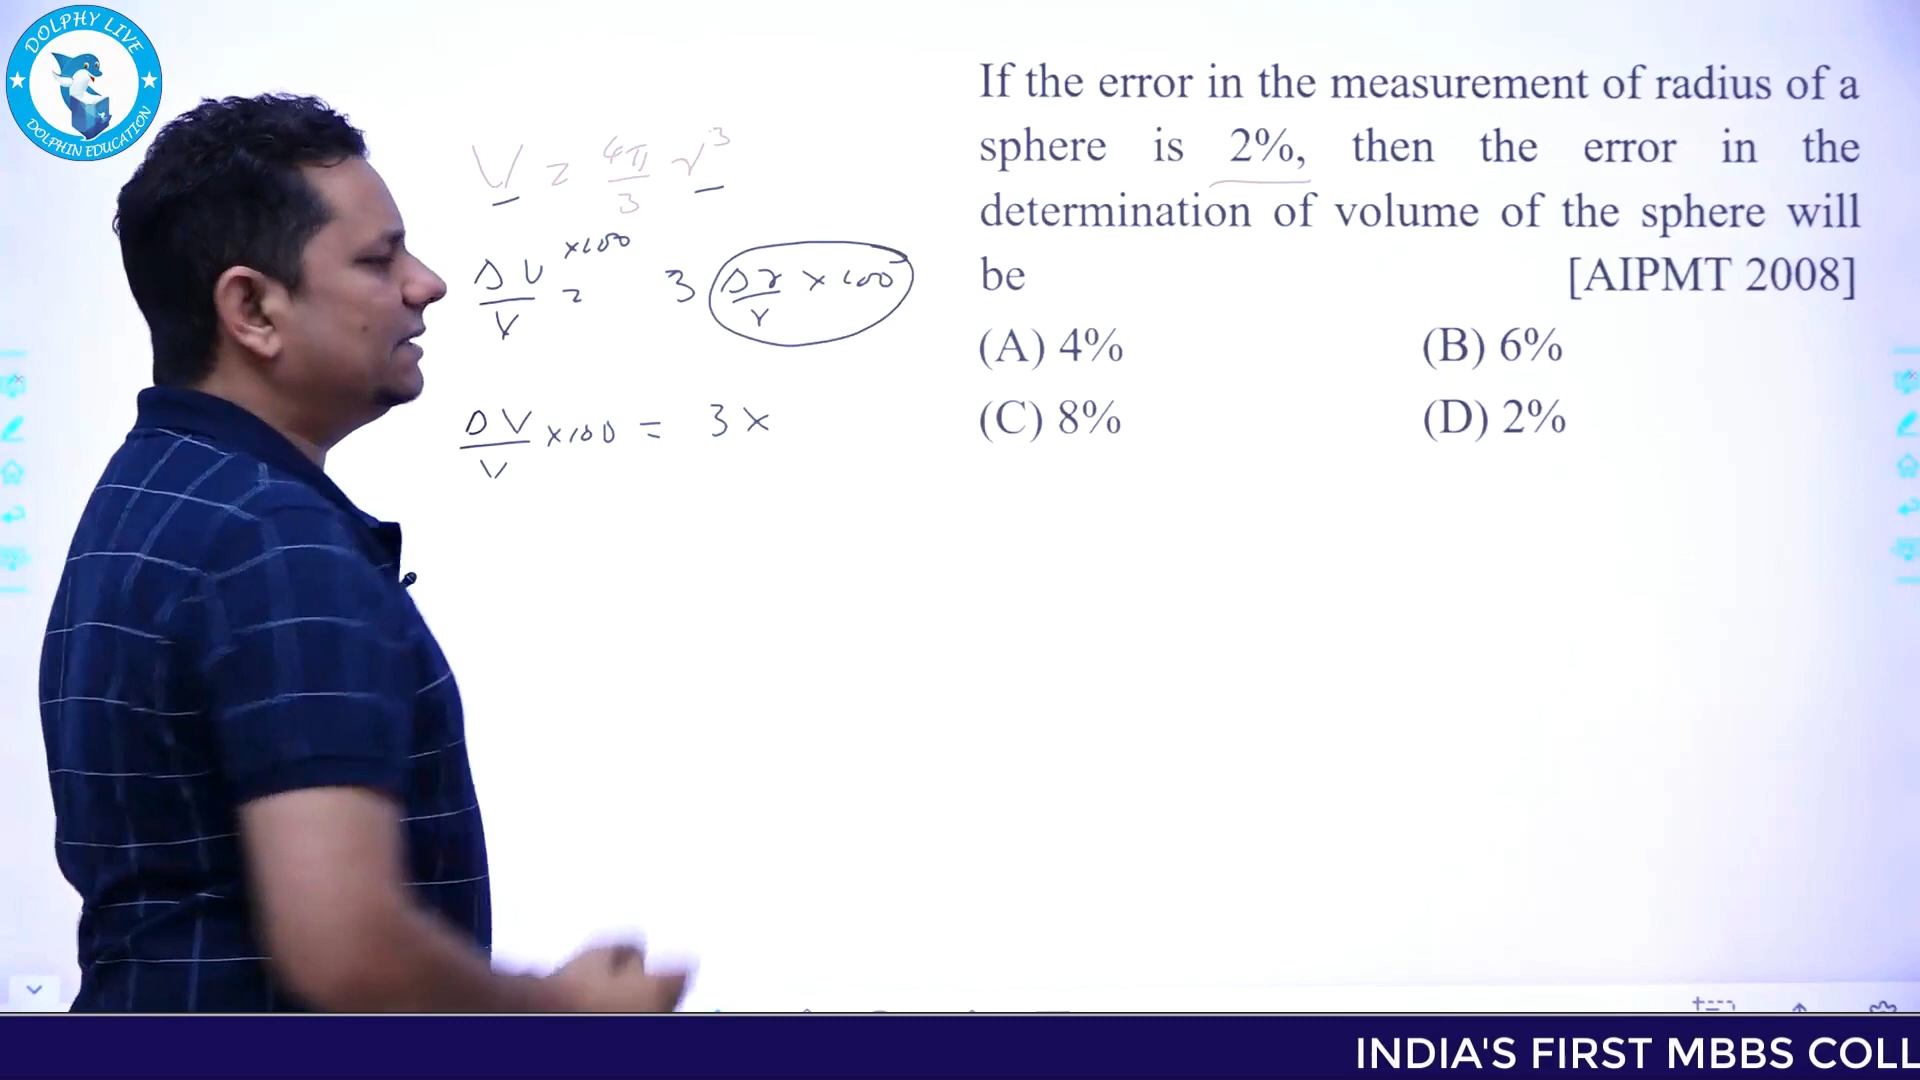 DOLPHY LIVE
DOLPHIN EDUCATION
V = 4π/3 r³
ΔV/V ×100 = 3 Δr/r × 100
ΔV/V ×100 = 3 ×
If the error in the measurement of radius of a
sphere is 2%, then the error in the
determination of volume of the sphere will
be [AIPMT 2008]
(A) 4% (B) 6%
(C) 8% (D) 2%
INDIA'S FIRST MBBS COLL